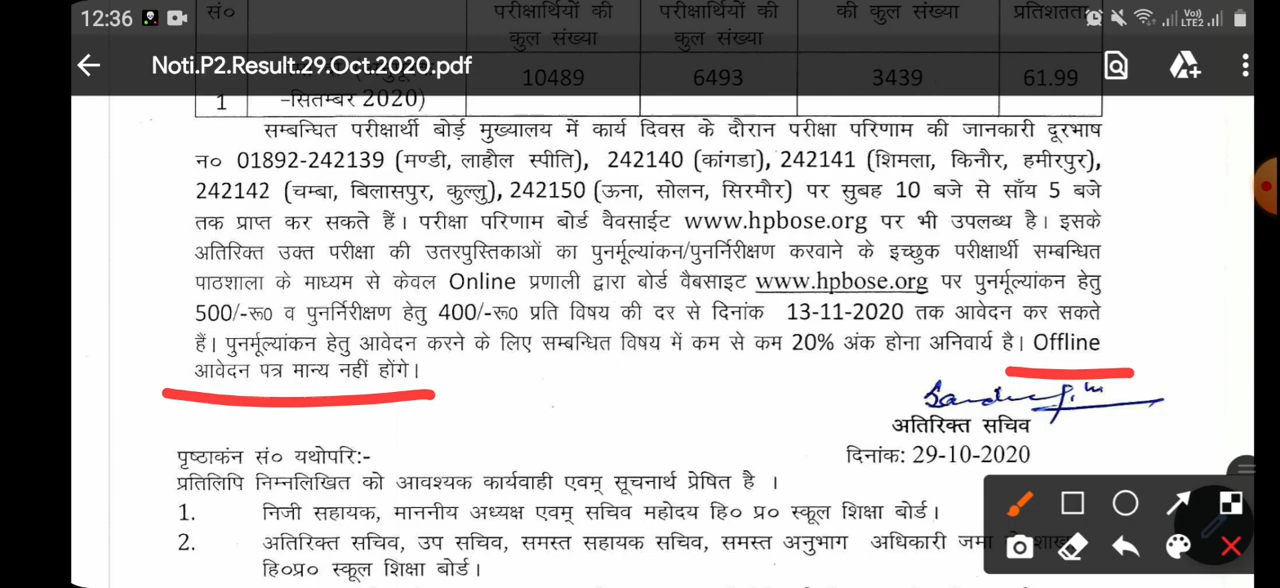 12:36
Vo) LTE2
सं०
परीक्षार्थियों की कुल संख्या
परीक्षार्थियों की कुल संख्या
की कुल संख्या
प्रतिशतता
Noti.P2.Result.29.Oct.2020.pdf
1
–सितम्बर 2020)
10489
6493
3439
61.99
सम्बन्धित परीक्षार्थी बोर्ड़ मुख्यालय में कार्य दिवस के दौरान परीक्षा परिणाम की जानकारी दूरभाष
न० 01892-242139 (मण्डी, लाहौल स्पीति), 242140 (कांगडा), 242141 (शिमला, किनौर, हमीरपुर),
242142 (चम्बा, बिलासपुर, कुल्लु), 242150 (ऊना, सोलन, सिरमौर) पर सुबह 10 बजे से साँय 5 बजे
तक प्राप्त कर सकते हैं। परीक्षा परिणाम बोर्ड वैवसाईट www.hpbose.org पर भी उपलब्ध है। इसके
अतिरिक्त उक्त परीक्षा की उतरपुस्तिकाओं का पुनर्मूल्यांकन/पुनर्निरीक्षण करवाने के इच्छुक परीक्षार्थी सम्बन्धित
पाठशाला के माध्यम से केवल Online प्रणाली द्वारा बोर्ड वैबसाइट www.hpbose.org पर पुनर्मूल्यांकन हेतु
500/-रू0 व पुनर्निरीक्षण हेतु 400/-रू0 प्रति विषय की दर से दिनांक 13-11-2020 तक आवेदन कर सकते
हैं। पुनर्मूल्यांकन हेतु आवेदन करने के लिए सम्बन्धित विषय में कम से कम 20% अंक होना अनिवार्य है। Offline
आवेदन पत्र मान्य नहीं होंगे।
अतिरिक्त सचिव
दिनांक: 29-10-2020
पृष्ठाकंन सं० यथोपरि:-
प्रतिलिपि निम्नलिखित को आवश्यक कार्यवाही एवम् सूचनार्थ प्रेषित है ।
1. निजी सहायक, माननीय अध्यक्ष एवम् सचिव महोदय हि० प्र० स्कूल शिक्षा बोर्ड।
2. अतिरिक्त सचिव, उप सचिव, समस्त सहायक सचिव, समस्त अनुभाग अधिकारी जमा
हि०प्र० स्कूल शिक्षा बोर्ड।